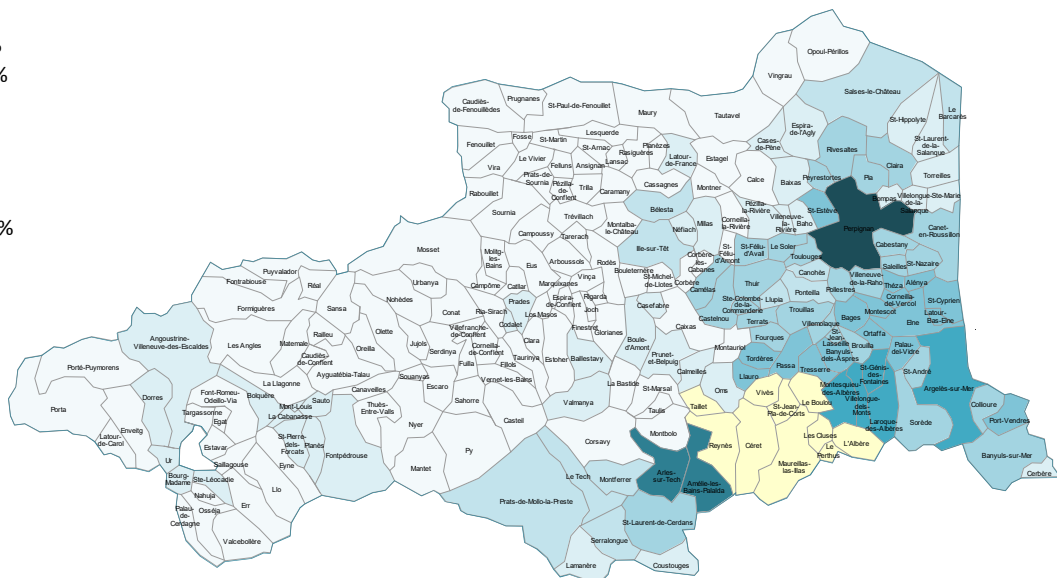 %
%
Opoul-Périllos
Vingrau
Salses-le-Château
Le
Barcarès
St-Hippolyte
St-Laurent-
de-la-
Salanque
Caudiès-
de-Fenouillèdes
Prugnanes
St-Paul-de-Fenouillet
Maury
Tautavel
Espira-
de-l'Agly
Cases-
de-Pène
Rivesaltes
Claira
Pia
Torreilles
Fosse
St-Martin
Lesquerde
Fenouillet
Le Vivier
St-Arnac
Planèzes
Rasiguères
Lansac
Latour-
de-France
Estagel
Vira
Felluns
Ansignan
Prats-de-
Sournia
Pézilla-
de-Conflent
Trilla
Caramany
Cassagnes
Montner
Calce
Baixas
Peyrestortes
Rabouillet
Sournia
Trévillach
Montalba-
le-Château
Bélesta
Millas
Corneilla-
la-Rivière
Pézilla-
la-Rivière
Villeneuve-
la-
Rivière
Baho
St-Estève
Bompas
Villelongue-
de-la-
Salanque
Ste-Marie
Perpignan
Canet-
en-Roussillon
Campoussy
Tarerach
Néfiach
Ille-sur-Têt
St-
Féliu-
d'Amont
St-Féliu-
d'Avall
Le Soler
Toulouges
Cabestany
Saleilles
St-Nazaire
Mosset
Molitg-
les-
Bains
Arboussols
Rodès
Bouleternère
Corbère-
les-
Cabanes
Corbère
Eus
Marquixanes
Vinça
St-Michel-
de-Llotes
Camélas
Thuir
Canohès
Pollestres
Villeneuve-
de-la-Raho
Théza
Alénya
Corneilla-
del-Vercol
St-Cyprien
Puyvalador
Fontrabiouse
Réal
Urbanya
Campôme
Catllar
Prades
Espira-
de-Conflent
Rigarda
Joch
Finestret
Glorianes
Casefabre
Ste-Colombe-
de-la-
Commanderie
Llupia
Ponteilla
Castelnou
Terrats
Trouillas
Bages
Montescot
Elne
Latour-
Bas-Elne
Formiguères
Sansa
Nohèdes
Conat
Ria-Sirach
Codalet
Los Masos
Boule-
d'Amont
Caixas
Fourques
Villemolaque
St-
Jean-
Lasseille
Banyuls-
dels-Aspres
Brouilla
Ortaffa
Palau-
del-Vidre
Angoustrine-
Villeneuve-des-Escaldes
Les Angles
Matemale
Railleu
Caudiès-
de-Conflent
Oreilla
Olette
Jujols
Serdinya
Villefranche-
de-Conflent
Corneilla-
de-Conflent
Fuilla
Fillols
Taurinya
Clara
Estoher
Baillestavy
Prunet-
et-Belpuig
Montauriol
Tordères
Passa
Tresserre
St-Génis-
des-
Fontaines
St-André
Argelès-sur-Mer
Porté-Puymorens
La Llagonne
Ayguatébia-Talau
Canaveilles
Souanyas
Escaro
Vernet-les-Bains
La Bastide
Calmeilles
Llauro
Oms
Montesquieu-
des-Albères
Villelongue-
dels-
Monts
Laroque-
des-Albères
Sorède
Collioure
Port-Vendres
Porta
Dorres
Font-Romeu-
Odeillo-Via
Bolquère
Mont-Louis
La Cabanasse
Sauto
Thuès-
Entre-Valls
Nyer
Sahorre
Casteil
Valmanya
St-Marsal
Taulis
Taillet
Vivès
St-Jean-
Pla-de-Corts
Le Boulou
Targassonne
Egat
Estavar
St-Pierre-
dels-
Forcats
Planès
Fontpédrouse
Enveitg
Latour-
de-Carol
Ur
Bourg-
Madame
Ste-Léocadie
Saillagouse
Eyne
Llo
Mantet
Py
Corsavy
Montbolo
Reynès
Céret
Maureillas-
las-Illas
Les Cluses
Le
Perthus
L'Albère
Banyuls-sur-Mer
Cerbère
Nahuja
Osséja
Palau-
de-
Cerdagne
Err
Valcebollère
Prats-de-Mollo-la-Preste
Le Tech
Montferrer
Arles-
sur-Tech
Amélie-les-
Bains-Palalda
St-Laurent-de-Cerdans
Serralongue
Lamanère
Coustouges